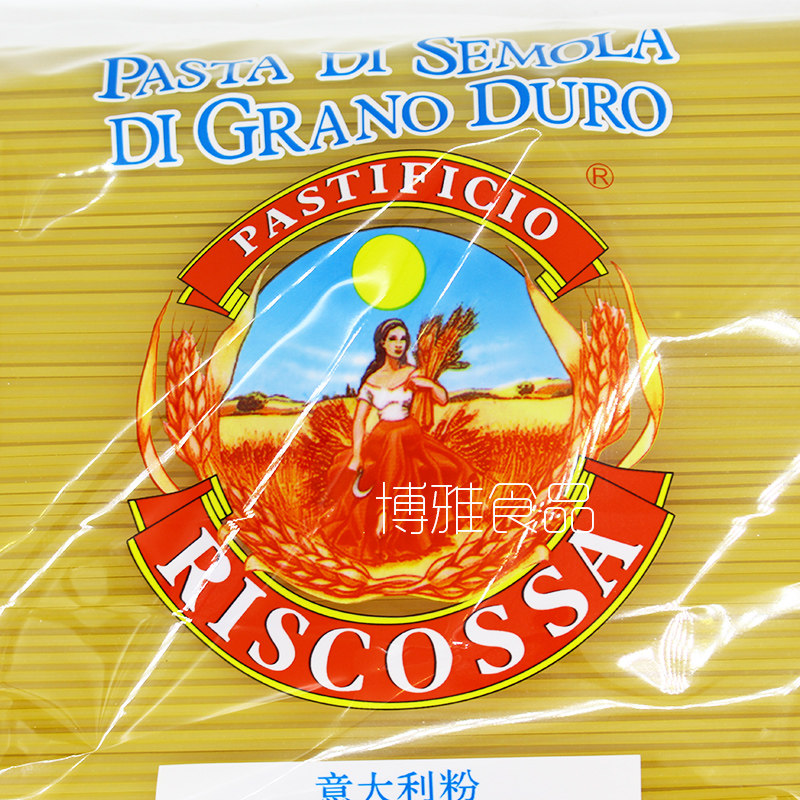 PASTA DI SEMOLA
DI GRANO DURO
PASTIFICIO
®
博雅食品
RISCOSSA
意大利粉